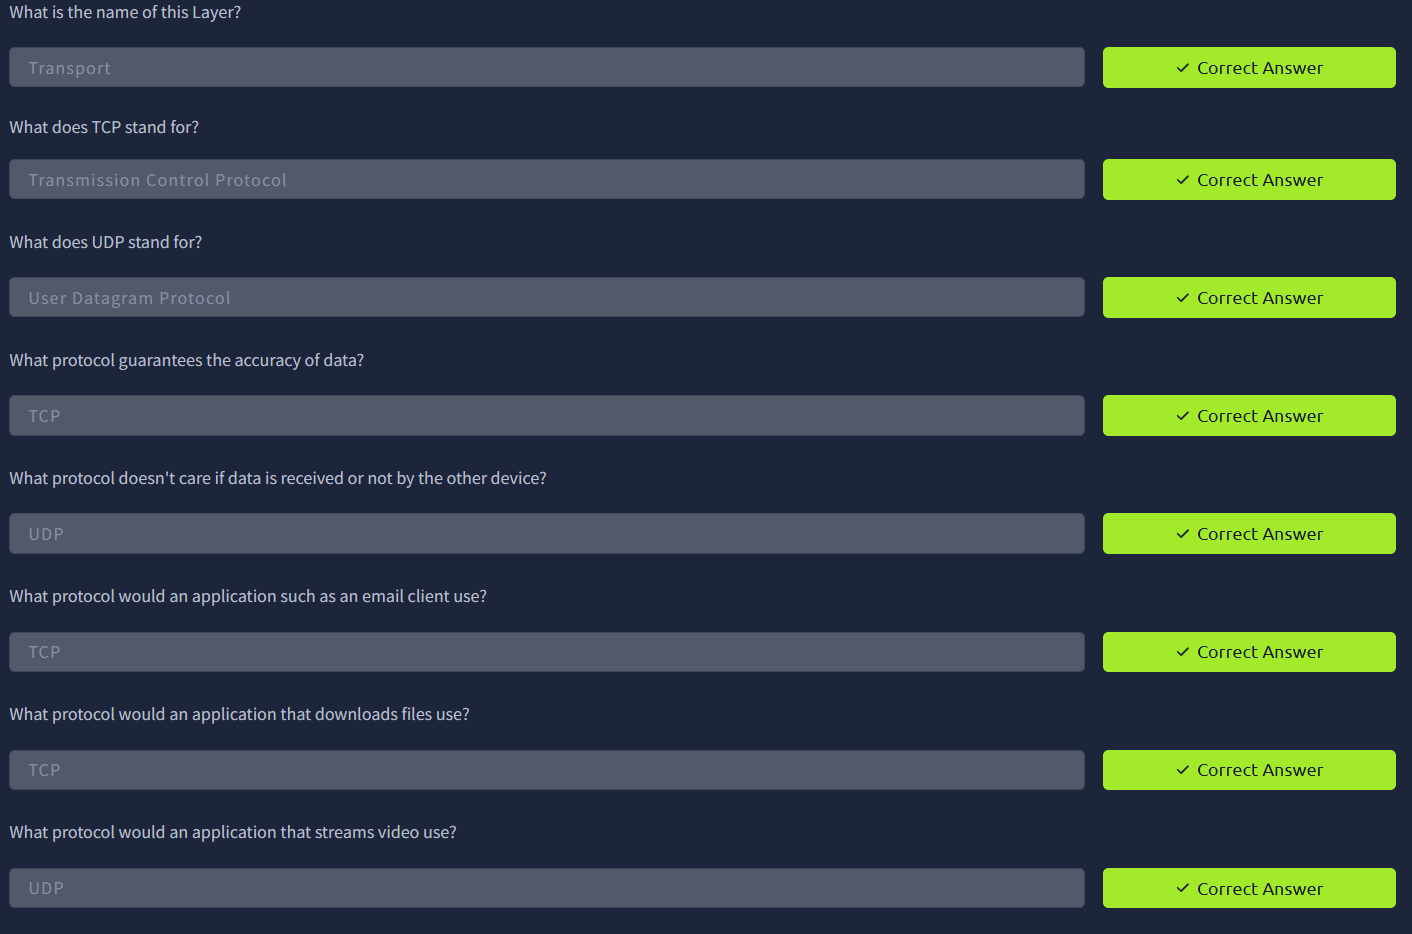 What is the name of this Layer?
Transport
✓ Correct Answer
What does TCP stand for?
Transmission Control Protocol
✓ Correct Answer
What does UDP stand for?
User Datagram Protocol
✓ Correct Answer
What protocol guarantees the accuracy of data?
TCP
✓ Correct Answer
What protocol doesn't care if data is received or not by the other device?
UDP
✓ Correct Answer
What protocol would an application such as an email client use?
TCP
✓ Correct Answer
What protocol would an application that downloads files use?
TCP
✓ Correct Answer
What protocol would an application that streams video use?
UDP
✓ Correct Answer